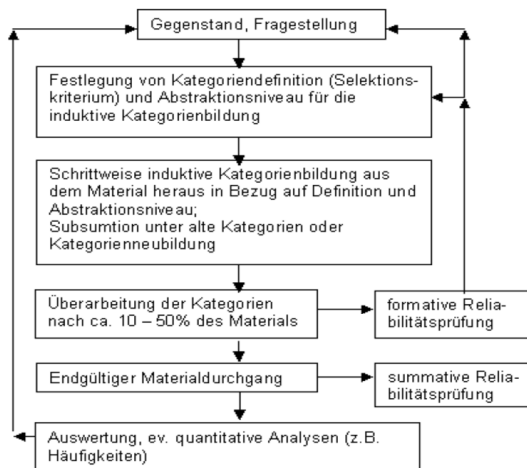 Gegenstand, Fragestellung
Festlegung von Kategoriendefinition (Selektions-
kriterium) und Abstraktionsniveau für die
induktive Kategorienbildung
Schrittweise induktive Kategorienbildung aus
dem Material heraus in Bezug auf Definition und
Abstraktionsniveau;
Subsumtion unter alte Kategorien oder
Kategorienneubildung
Überarbeitung der Kategorien
nach ca. 10 – 50% des Materials
formative Relia-
bilitätsprüfung
Endgültiger Materialdurchgang
summative Relia-
bilitätsprüfung
Auswertung, ev. quantitative Analysen (z.B.
Häufigkeiten)